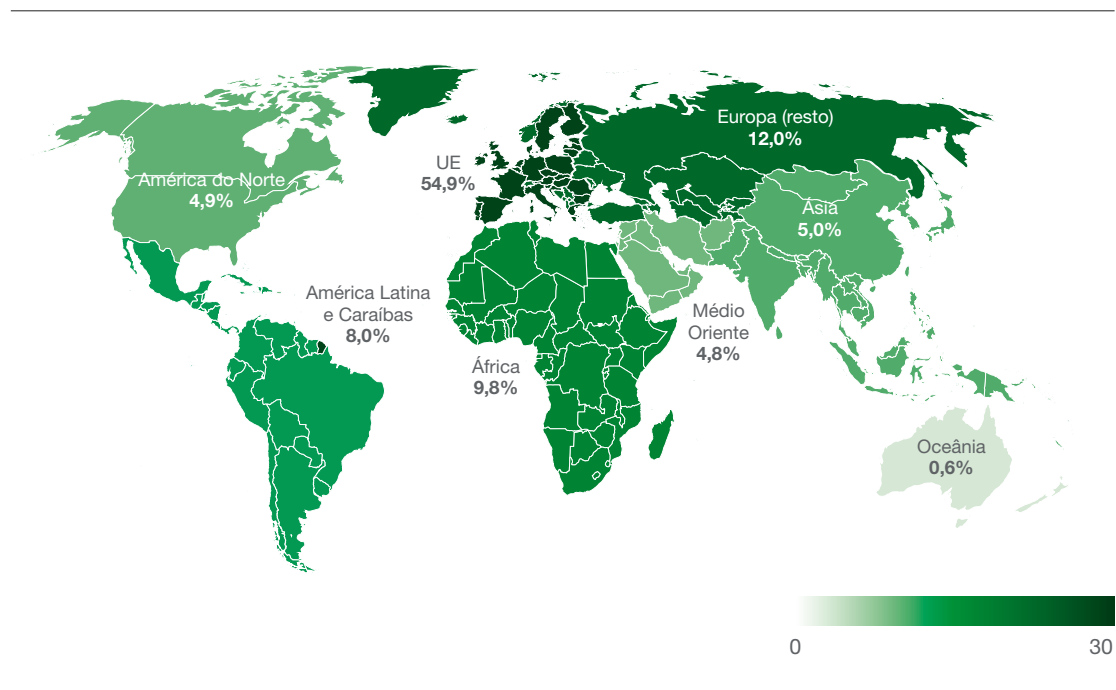 Europa (resto)
12,0%
UE
54,9%
América do Norte
4,9%
Ásia
5,0%
América Latina
e Caraíbas
8,0%
Médio
Oriente
4,8%
África
9,8%
Oceânia
0,6%
0
30